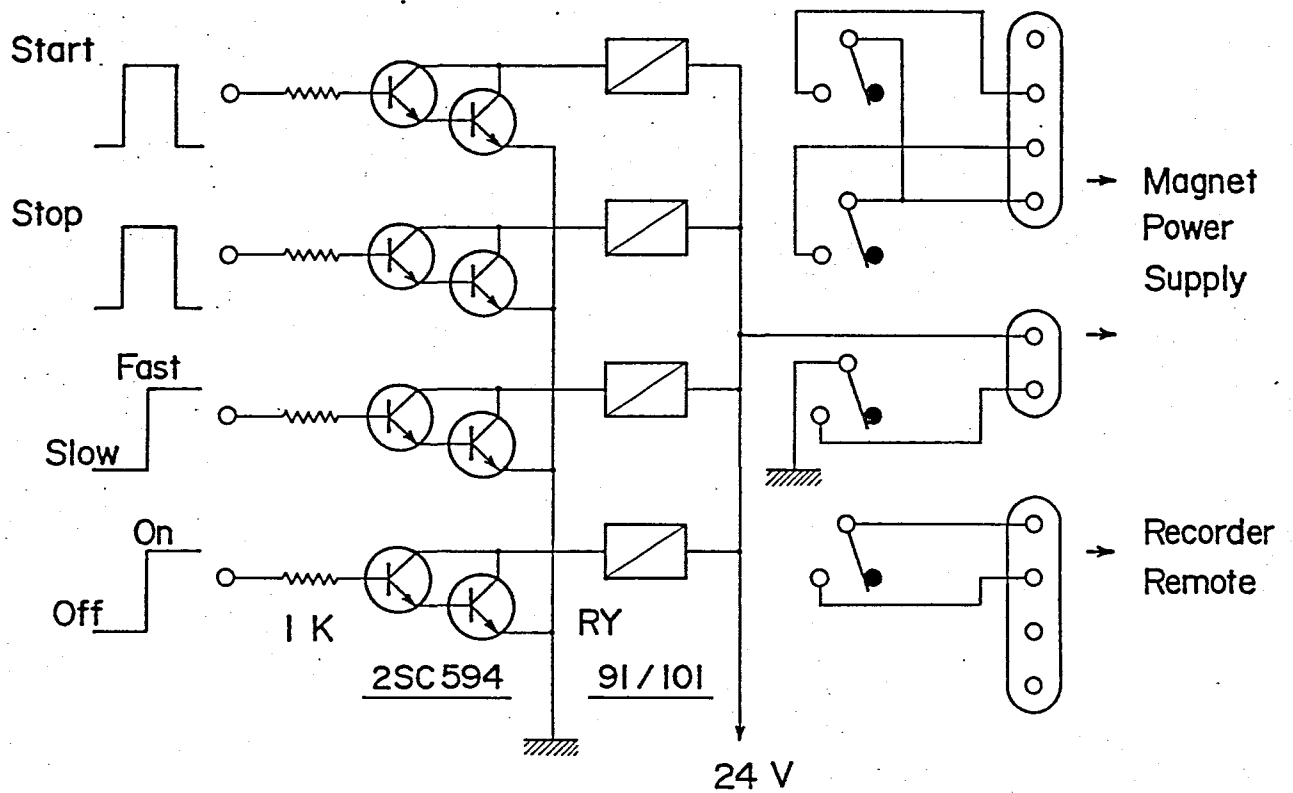 Start
Stop
Fast
Slow
On
Off
1 K
2SC594
RY
91/101
24 V
Magnet
Power
Supply
Recorder
Remote